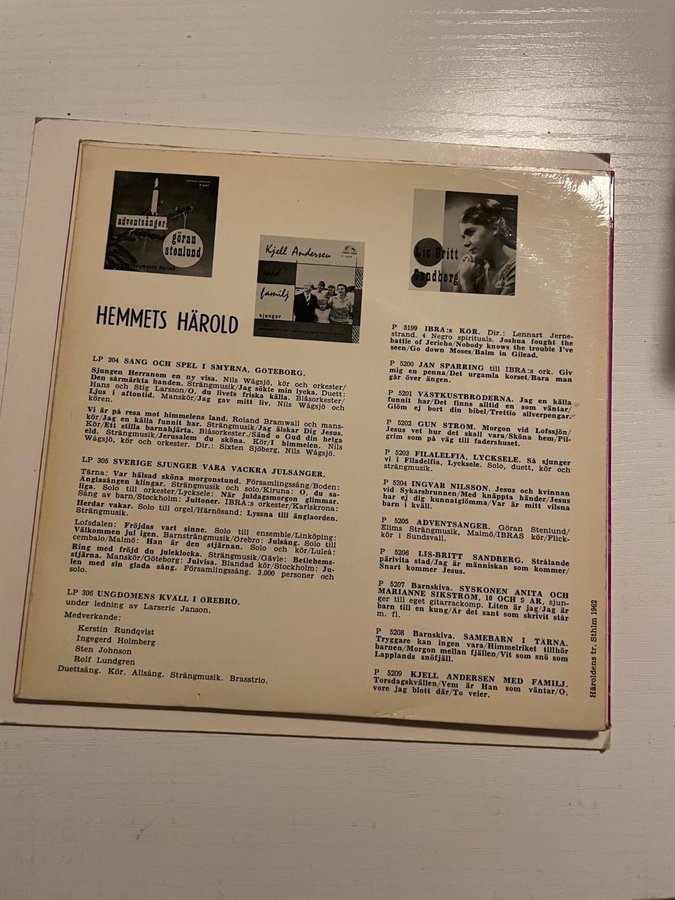 adventsånger
göran
stenlund
Kjell Andersen
med
familj
sjunger
Lis Britt
Sandberg
HEMMETS HÄROLD
LP 304 SANG OCH SPEL I SMYRNA, GOTEBORG.
Sjungen Herranom en ny visa. Nils Wågsjö, kör och orkester/
Den sårmärkta handen. Strängmusik/Jag sökte min lycka. Duett:
Hans och Stig Larsson/O, du livets friska källa. Blåsorkester/
Ljus i aftontid. Manskör/Jag gav mitt liv. Nils Wågsjö och
kören.
Vi är på resa mot himmelens land. Roland Bramwall och mans-
kör/Jag en källa funnit har. Strängmusik/Jag älskar Dig Jesus.
Kör/Ett stilla barnahjärta. Blåsorkester/Sänd o Gud din helga
eld. Strängmusik/Jerusalem du sköna. Kör/I himmelen. Nils
Wågsjö, kör och orkester. Dir.: Sixten Sjöberg, Nils Wågsjö.
LP 305 SVERIGE SJUNGER VARA VACKRA JULSANGER.
Tärna: Var hälsad sköna morgonstund. Församlingssång/Boden:
Änglasången klingar. Strängmusik och solo/Kiruna: O, du sa-
liga. Solo till orkester/Lycksele: När juldagsmorgon glimmar.
Sång av barn/Stockholm: Jultoner. IBRA:s orkester/Karlskrona:
Herdar vakar. Solo till orgel/Härnösand: Lyssna till änglaorden.
Strängmusik.
Lofsdalen: Fröjdas vart sinne. Solo till ensemble/Linköping:
Välkommen jul igen. Barnsträngmusik/Örebro: Julsång. Solo till
cembalo/Malmö: Han är den stjärnan. Solo och kör/Luleå:
Ring med fröjd du juleklocka. Strängmusik/Gävle: Betlehems-
stjärna. Manskör/Göteborg: Julvisa. Blandad kör/Stockholm: Ju-
len med sin glada sång. Församlingssång. 3.000 personer och
solo.
LP 306 UNGDOMENS KVÄLL I ÖREBRO.
under ledning av Larseric Janson.
Medverkande:
Kerstin Rundqvist
Ingegerd Holmberg
Sten Johnson
Rolf Lundgren
Duettsång. Kör. Allsång. Strängmusik. Brasstrio.
P 5199 IBRA:s KÖR. Dir.: Lennart Jerne-
strand. 4 Negro spirituals. Joshua fought the
battle of Jericho/Nobody knows the trouble I've
seen/Go down Moses/Balm in Gilead.
P 5200 JAN SPARRING till IBRA:s ork. Giv
mig en penna/Det urgamla korset/Bara man
går över ängen.
P 5201 VÄSTKUSTBRÖDERNA. Jag en källa
funnit har/Det finns alltid en som väntar/
Glöm ej bort din bibel/Trettio silverpengar.
P 5202 GUN STRÖM. Morgon vid Lofssjön/
Jesus vet hur det skall vara/Sköna hem/Pil-
grim som på väg till fadershuset.
P 5203 FILALELFIA, LYCKSELE. Så sjunger
vi i Filadelfia, Lycksele. Solo, duett, kör och
strängmusik.
P 5204 INGVAR NILSSON. Jesus och kvinnan
vid Sykarsbrunnen/Med knäppta händer/Jesus
har ej dig kunnatglömma/Var är mitt vilsna
barn i kväll.
P 5205 ADVENTSÅNGER. Göran Stenlund/
Elims Strängmusik, Malmö/IBRAS kör/Flick-
kör i Sundsvall.
P 5206 LIS-BRITT SANDBERG. Strålande
pärlvita stad/Jag är människan som kommer/
Snart kommer Jesus.
P 5207 Barnskiva. SYSKONEN ANITA OCH
MARIANNE SIKSTRÖM, 10 OCH 9 ÅR, sjun-
ger till eget gitarrackomp. Liten är jag/Jag är
barn till en kung/Är det sant som skrivit står
m. fl.
P 5208 Barnskiva. SAMEBARN I TÄRNA.
Tryggare kan ingen vara/Himmelriket tillhör
barnen/Morgon mellan fjällen/Vit som snö som
Lapplands snöfjäll.
P 5209 KJELL ANDERSEN MED FAMILJ.
Torsdagskvällen/Vem är Han som väntar/O,
vore jag blott där/To veier.
Häroldens tr. Sthlm 1962